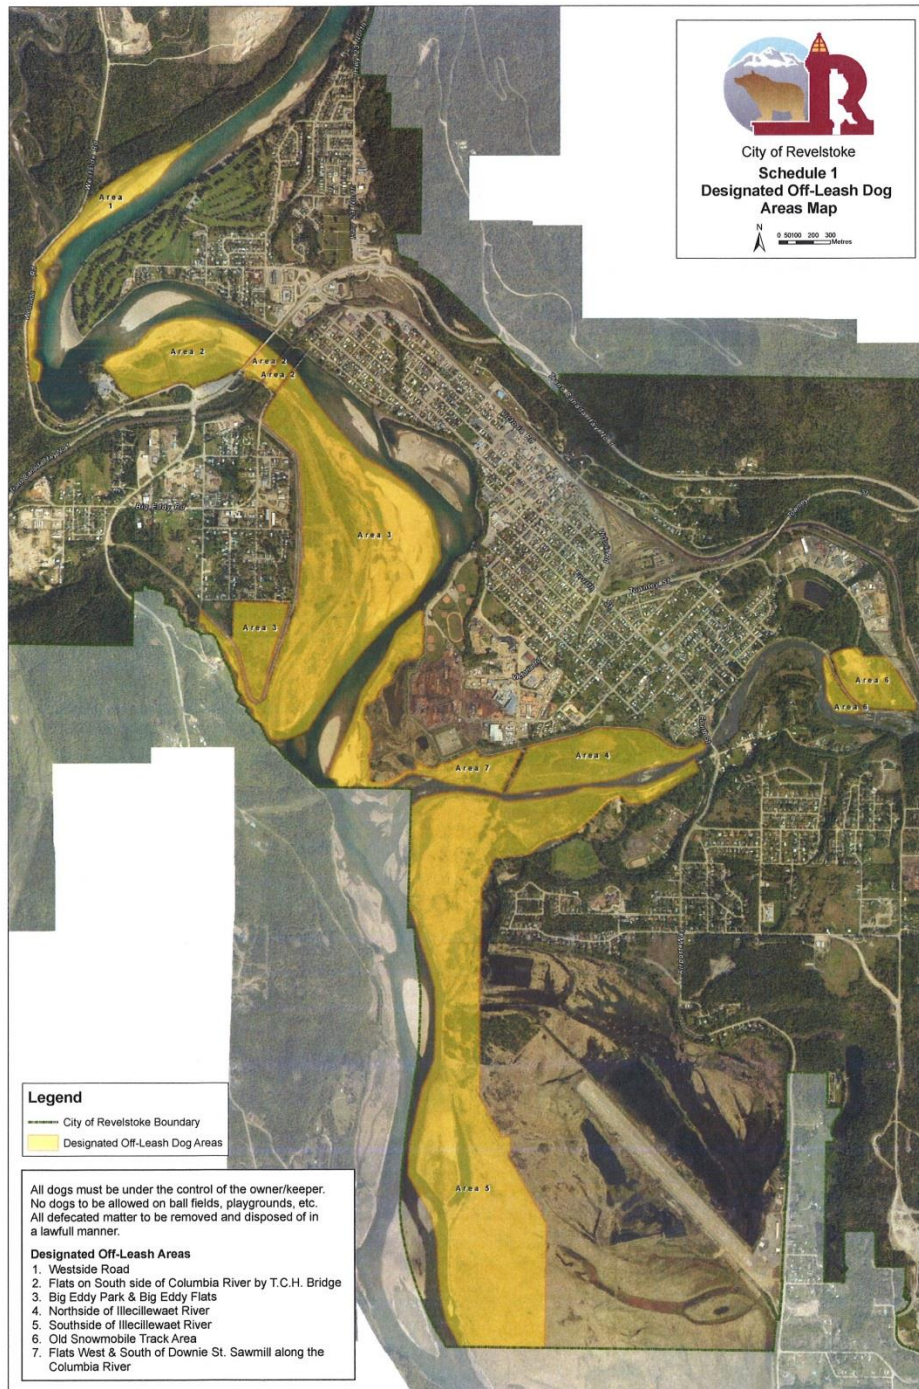 City of Revelstoke
Schedule 1
Designated Off-Leash Dog
Areas Map
N
0 50100 200 300
Metres
Area
1
Area 2
Area 2
Area 2
Big Eddy Rd
Area 3
Area 3
Area 6
Area 6
Area 4
Area 7
Airport Way
Area 5
Legend
City of Revelstoke Boundary
Designated Off-Leash Dog Areas
All dogs must be under the control of the owner/keeper.
No dogs to be allowed on ball fields, playgrounds, etc.
All defecated matter to be removed and disposed of in
a lawfull manner.
Designated Off-Leash Areas
1. Westside Road
2. Flats on South side of Columbia River by T.C.H. Bridge
3. Big Eddy Park & Big Eddy Flats
4. Northside of Illecillewaet River
5. Southside of Illecillewaet River
6. Old Snowmobile Track Area
7. Flats West & South of Downie St. Sawmill along the
Columbia River